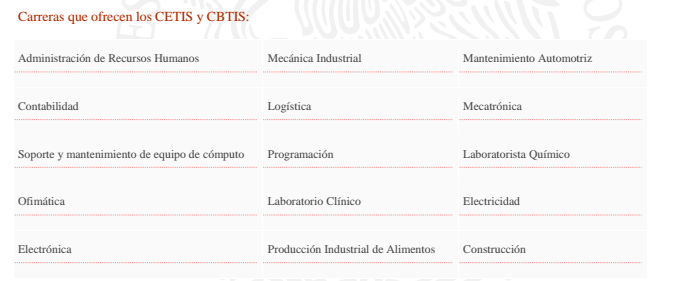 Carreras que ofrecen los CETIS y CBTIS:
Administración de Recursos Humanos
Mecánica Industrial
Mantenimiento Automotriz
Contabilidad
Logística
Mecatrónica
Soporte y mantenimiento de equipo de cómputo
Programación
Laboratorista Químico
Ofimática
Laboratorio Clínico
Electricidad
Electrónica
Producción Industrial de Alimentos
Construcción